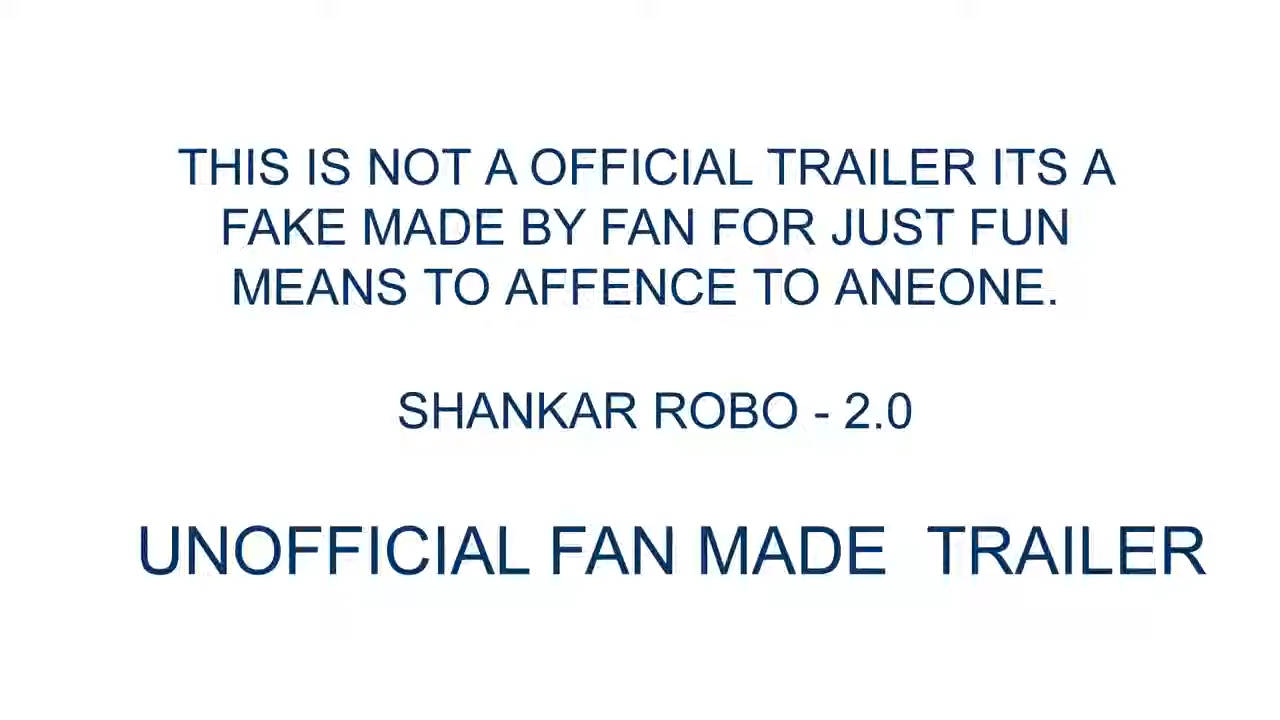 THIS IS NOT A OFFICIAL TRAILER ITS A
FAKE MADE BY FAN FOR JUST FUN
MEANS TO AFFENCE TO ANEONE.
SHANKAR ROBO - 2.0
UNOFFICIAL FAN MADE TRAILER